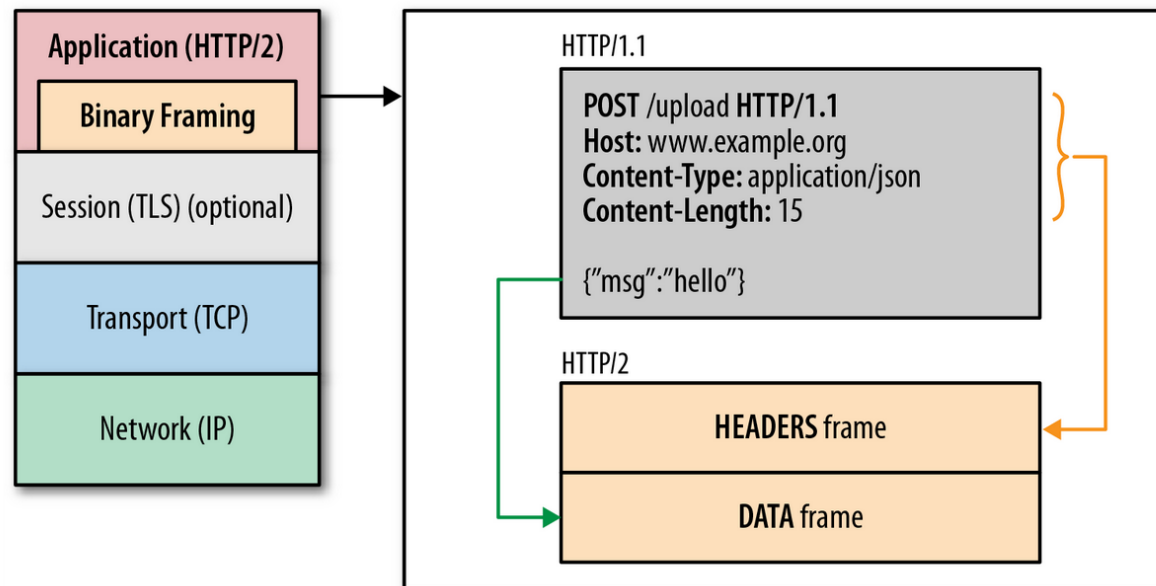 Application (HTTP/2)
Binary Framing
Session (TLS) (optional)
Transport (TCP)
Network (IP)
HTTP/1.1
POST /upload HTTP/1.1
Host: www.example.org
Content-Type: application/json
Content-Length: 15
{”msg”:”hello”}
HTTP/2
HEADERS frame
DATA frame